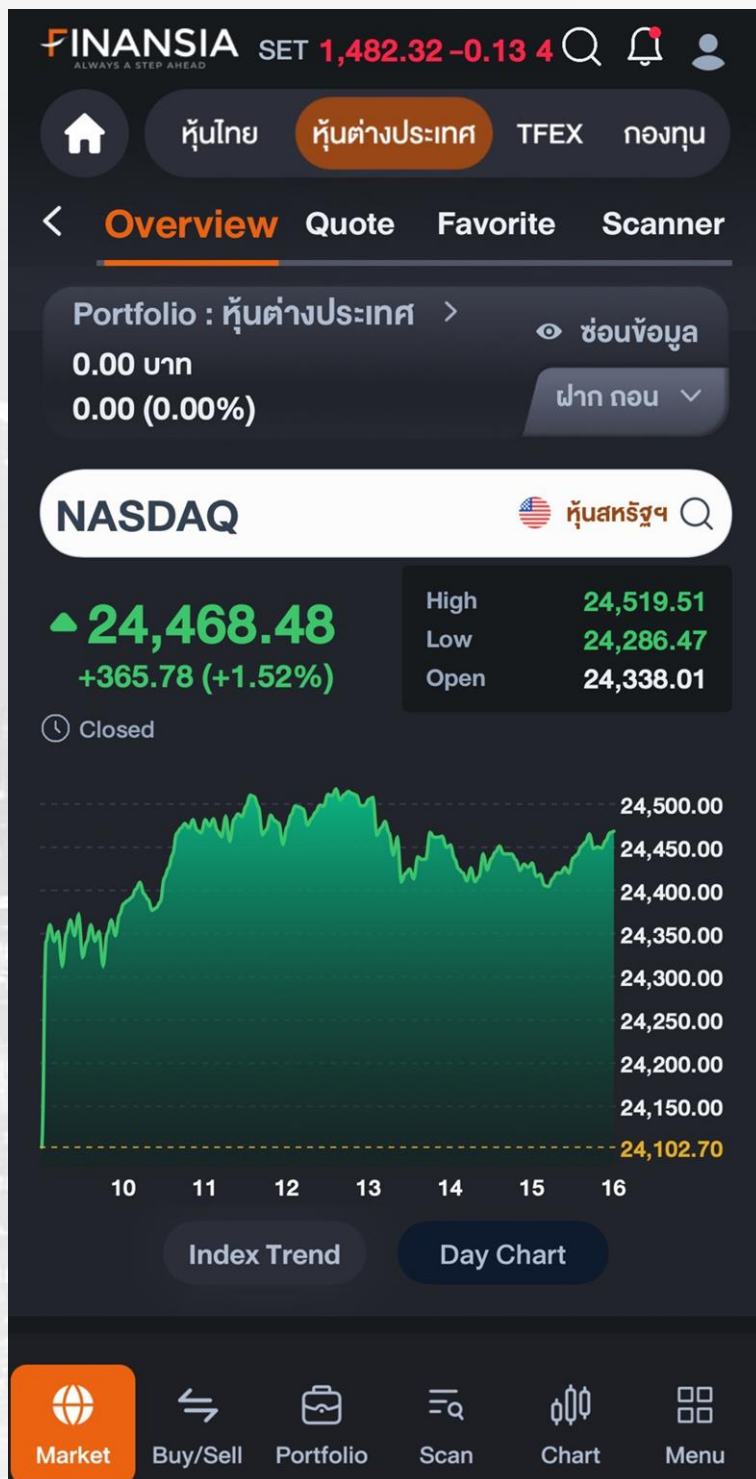 FINANSIA SET 1,482.32 -0.13 4
ALWAYS A STEP AHEAD
หุ้นไทย หุ้นต่างประเทศ TFEX กองทุน
Overview Quote Favorite Scanner
Portfolio : หุ้นต่างประเทศ
ซ่อนข้อมูล
0.00 บาท
0.00 (0.00%)
ฝาก ถอน
NASDAQ หุ้นสหรัฐฯ
24,468.48
+365.78 (+1.52%)
High 24,519.51
Low 24,286.47
Open 24,338.01
Closed
24,500.00
24,450.00
24,400.00
24,350.00
24,300.00
24,250.00
24,200.00
24,150.00
24,102.70
10 11 12 13 14 15 16
Index Trend Day Chart
Market Buy/Sell Portfolio Scan Chart Menu